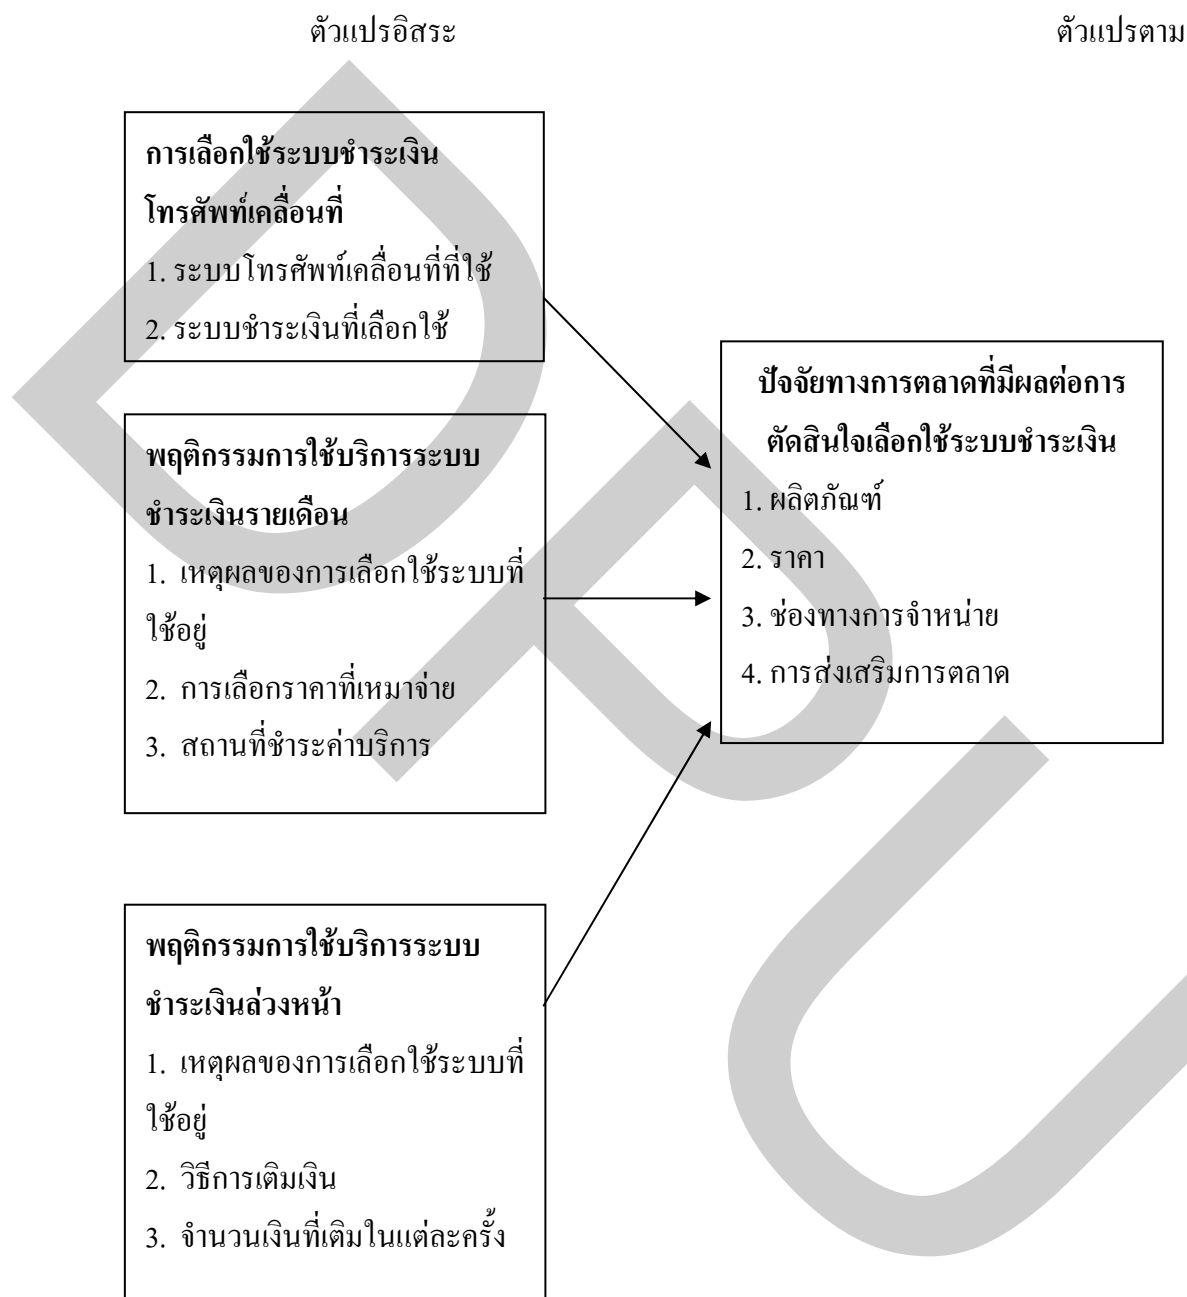 ตัวแปรอิสระ
ตัวแปรตาม
การเลือกใช้ระบบชำระเงิน
โทรศัพท์เคลื่อนที่
1. ระบบโทรศัพท์เคลื่อนที่ที่ใช้
2. ระบบชำระเงินที่เลือกใช้
พฤติกรรมการใช้บริการระบบ
ชำระเงินรายเดือน
1. เหตุผลของการเลือกใช้ระบบที่
ใช้อยู่
2. การเลือกราคาที่เหมาจ่าย
3. สถานที่ชำระค่าบริการ
พฤติกรรมการใช้บริการระบบ
ชำระเงินล่วงหน้า
1. เหตุผลของการเลือกใช้ระบบที่
ใช้อยู่
2. วิธีการเติมเงิน
3. จำนวนเงินที่เติมในแต่ละครั้ง
ปัจจัยทางการตลาดที่มีผลต่อการ
ตัดสินใจเลือกใช้ระบบชำระเงิน
1. ผลิตภัณฑ์
2. ราคา
3. ช่องทางการจำหน่าย
4. การส่งเสริมการตลาด
DPU